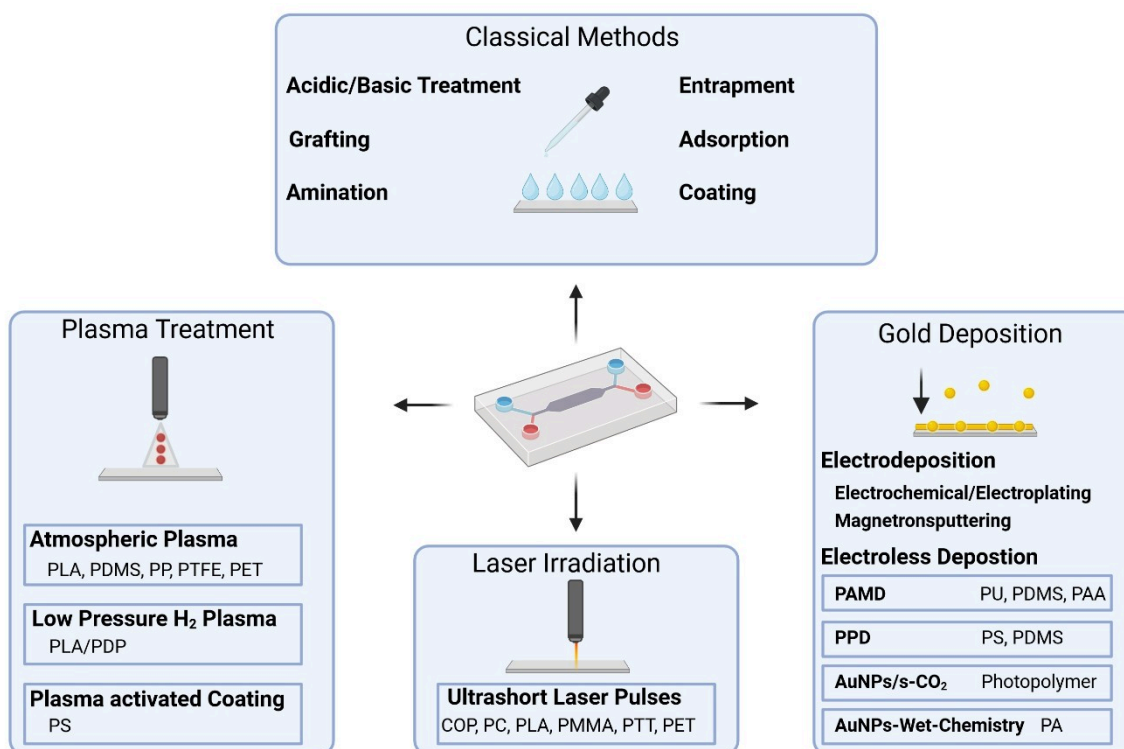 Classical Methods
Acidic/Basic Treatment
Entrapment
Grafting
Adsorption
Amination
Coating
Plasma Treatment
Atmospheric Plasma
PLA, PDMS, PP, PTFE, PET
Low Pressure H₂ Plasma
PLA/PDP
Plasma activated Coating
PS
Laser Irradiation
Ultrashort Laser Pulses
COP, PC, PLA, PMMA, PTT, PET
Gold Deposition
Electrodeposition
Electrochemical/Electroplating
Magnetronsputtering
Electroless Depostion
PAMD PU, PDMS, PAA
PPD PS, PDMS
AuNPs/s-CO₂ Photopolymer
AuNPs-Wet-Chemistry PA